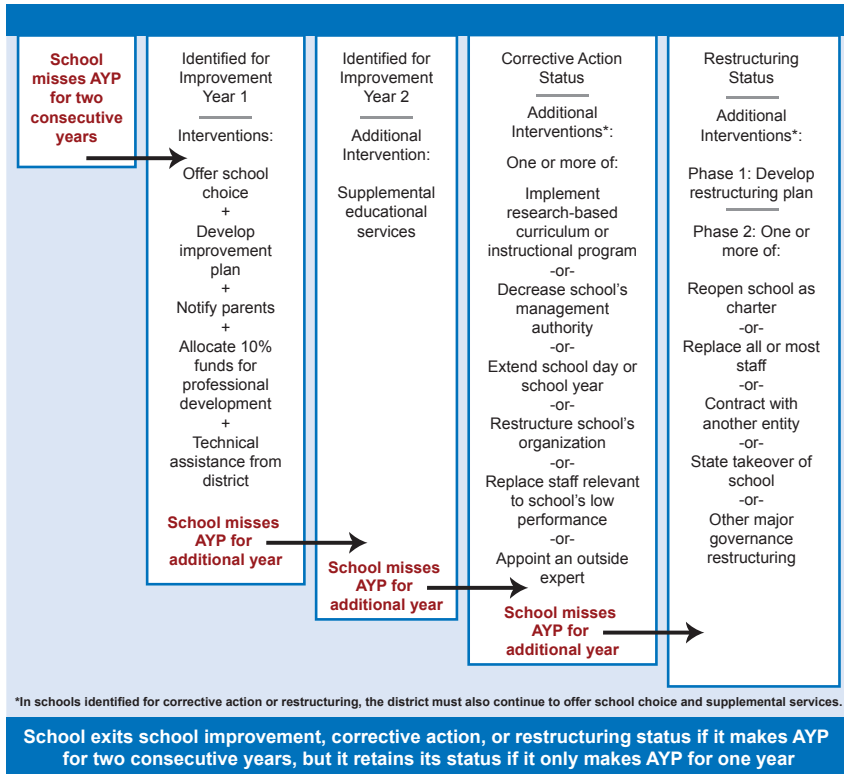 School
misses AYP
for two
consecutive
years
Identified for
Improvement
Year 1
Interventions:
Offer school
choice
+
Develop
improvement
plan
+
Notify parents
+
Allocate 10%
funds for
professional
development
+
Technical
assistance from
district
School misses
AYP for
additional year
Identified for
Improvement
Year 2
Additional
Intervention:
Supplemental
educational
services
School misses
AYP for
additional year
Corrective Action
Status
Additional
Interventions*:
One or more of:
Implement
research-based
curriculum or
instructional program
-or-
Decrease school's
management
authority
-or-
Extend school day or
school year
-or-
Restructure school's
organization
-or-
Replace staff relevant
to school's low
performance
-or-
Appoint an outside
expert
School misses
AYP for
additional year
Restructuring
Status
Additional
Interventions*:
Phase 1: Develop
restructuring plan
Phase 2: One or
more of:
Reopen school as
charter
-or-
Replace all or most
staff
-or-
Contract with
another entity
-or-
State takeover of
school
-or-
Other major
governance
restructuring
*In schools identified for corrective action or restructuring, the district must also continue to offer school choice and supplemental services.
School exits school improvement, corrective action, or restructuring status if it makes AYP
for two consecutive years, but it retains its status if it only makes AYP for one year